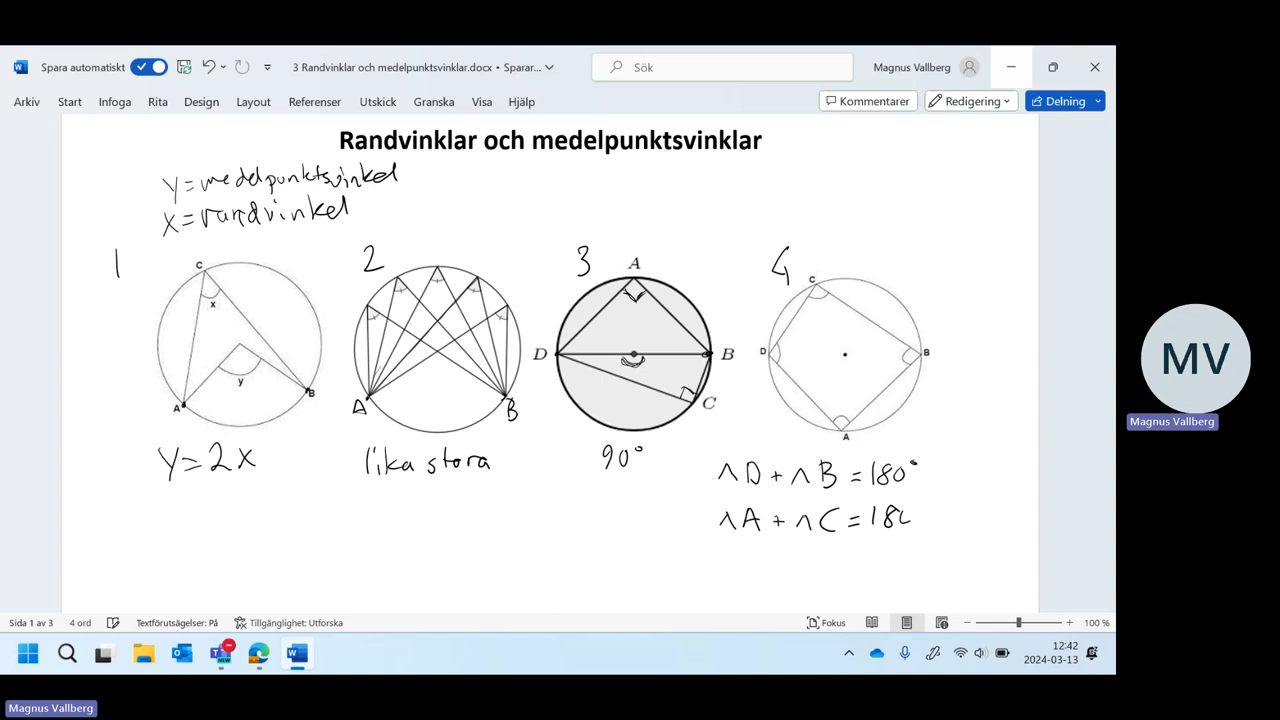 Spara automatiskt
3 Randvinklar och medelpunktsvinklar.docx • Sparar...
Sök
Magnus Vallberg
Arkiv Start Infoga Rita Design Layout Referenser Utskick Granska Visa Hjälp
Kommentarer Redigering Delning
Randvinklar och medelpunktsvinklar
y = medelpunktsvinkel
x = randvinkel
1 2 3 4
C x y A B
A B
A D B C
C D B A
y = 2x
lika stora
90°
∧D + ∧B = 180°
∧A + ∧C = 180
MV
Magnus Vallberg
Sida 1 av 3 4 ord Textförutsägelser: På Tillgänglighet: Utforska Fokus 100 %
NEW
12:42
2024-03-13
Magnus Vallberg